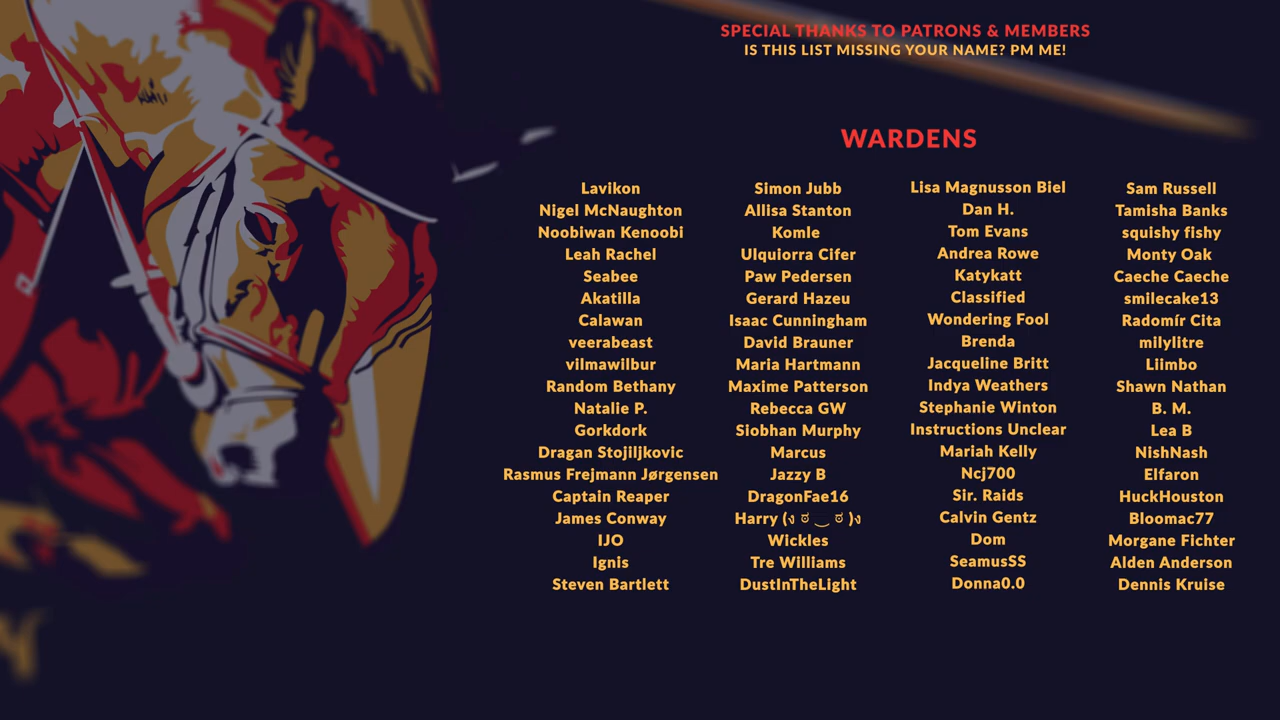 SPECIAL THANKS TO PATRONS & MEMBERS
IS THIS LIST MISSING YOUR NAME? PM ME!
WARDENS
Lavikon
Nigel McNaughton
Noobiwan Kenoobi
Leah Rachel
Seabee
Akatilla
Calawan
veerabeast
vilmawilbur
Random Bethany
Natalie P.
Gorkdork
Dragan Stojiljkovic
Rasmus Frejmann Jørgensen
Captain Reaper
James Conway
IJO
Ignis
Steven Bartlett
Simon Jubb
Allisa Stanton
Komle
Ulquiorra Cifer
Paw Pedersen
Gerard Hazeu
Isaac Cunningham
David Brauner
Maria Hartmann
Maxime Patterson
Rebecca GW
Siobhan Murphy
Marcus
Jazzy B
DragonFae16
Harry (ง ಠ ‿ ಠ )ง
Wickles
Tre Williams
DustInTheLight
Lisa Magnusson Biel
Dan H.
Tom Evans
Andrea Rowe
Katykatt
Classified
Wondering Fool
Brenda
Jacqueline Britt
Indya Weathers
Stephanie Winton
Instructions Unclear
Mariah Kelly
Ncj700
Sir. Raids
Calvin Gentz
Dom
SeamusSS
Donna0.0
Sam Russell
Tamisha Banks
squishy fishy
Monty Oak
Caeche Caeche
smilecake13
Radomír Cita
milylitre
Liimbo
Shawn Nathan
B. M.
Lea B
NishNash
Elfaron
HuckHouston
Bloomac77
Morgane Fichter
Alden Anderson
Dennis Kruise